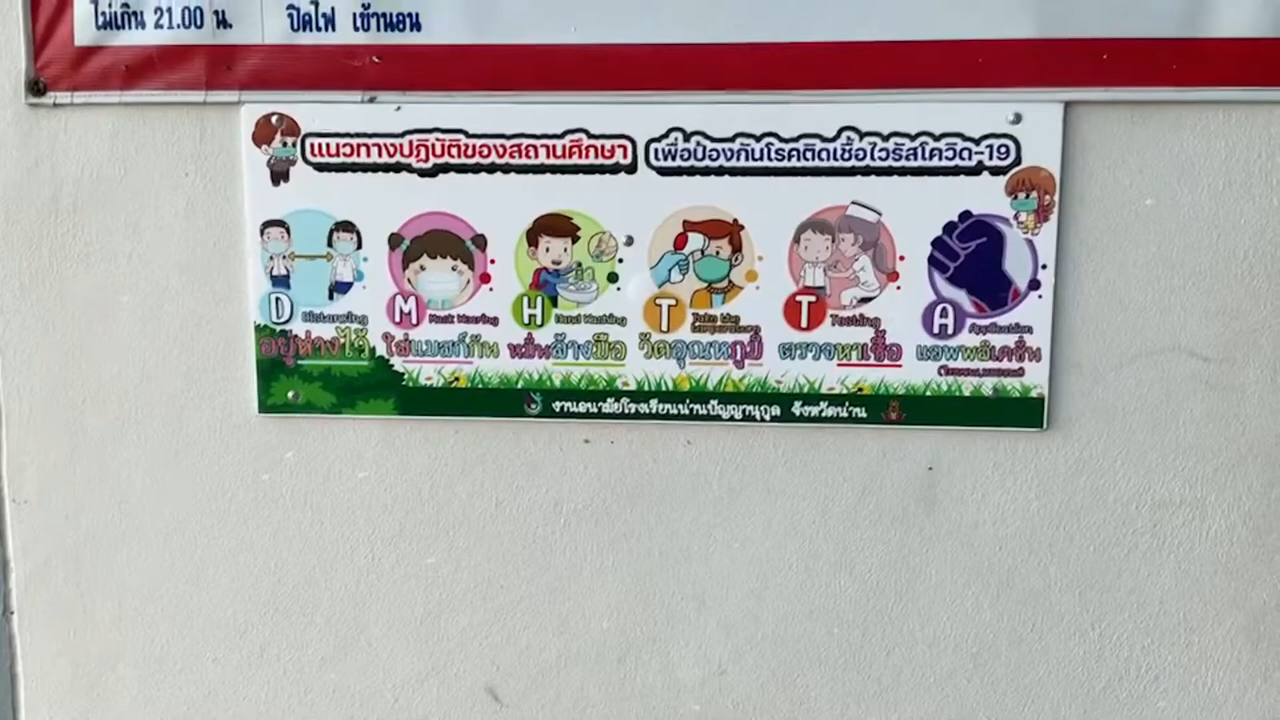 ไม่เกิน 21.00 น. ปิดไฟ เข้านอน
แนวทางปฏิบัติของสถานศึกษา เพื่อป้องกันโรคติดเชื้อไวรัสโควิด-19
D Distancing
อยู่ห่างไว้
M Mask Wearing
ใส่แมสก์กัน
H Hand Washing
หมั่นล้างมือ
T
วัดอุณหภูมิ
T Testing
ตรวจหาเชื้อ
A Application
แอพพลิเคชั่น
งานอนามัยโรงเรียนน่านปัญญานุกูล จังหวัดน่าน